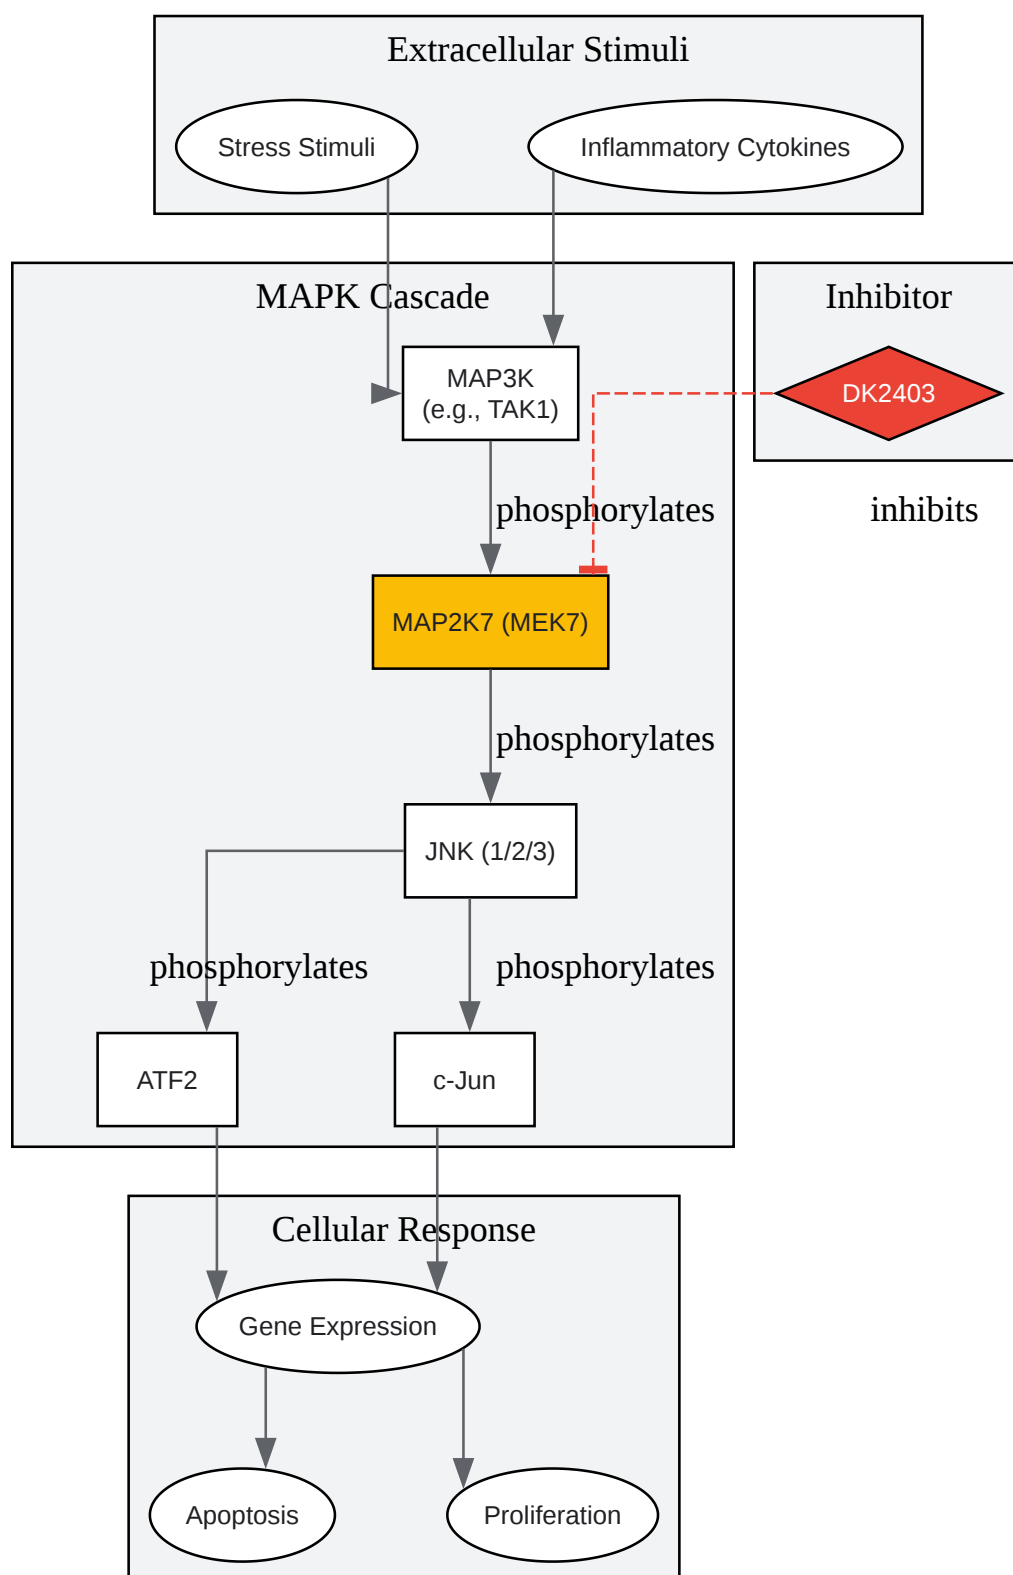 Extracellular Stimuli
Stress Stimuli
Inflammatory Cytokines
MAPK Cascade
Inhibitor
MAP3K
(e.g., TAK1)
DK2403
phosphorylates
inhibits
MAP2K7 (MEK7)
phosphorylates
JNK (1/2/3)
phosphorylates
phosphorylates
ATF2
c-Jun
Cellular Response
Gene Expression
Apoptosis
Proliferation